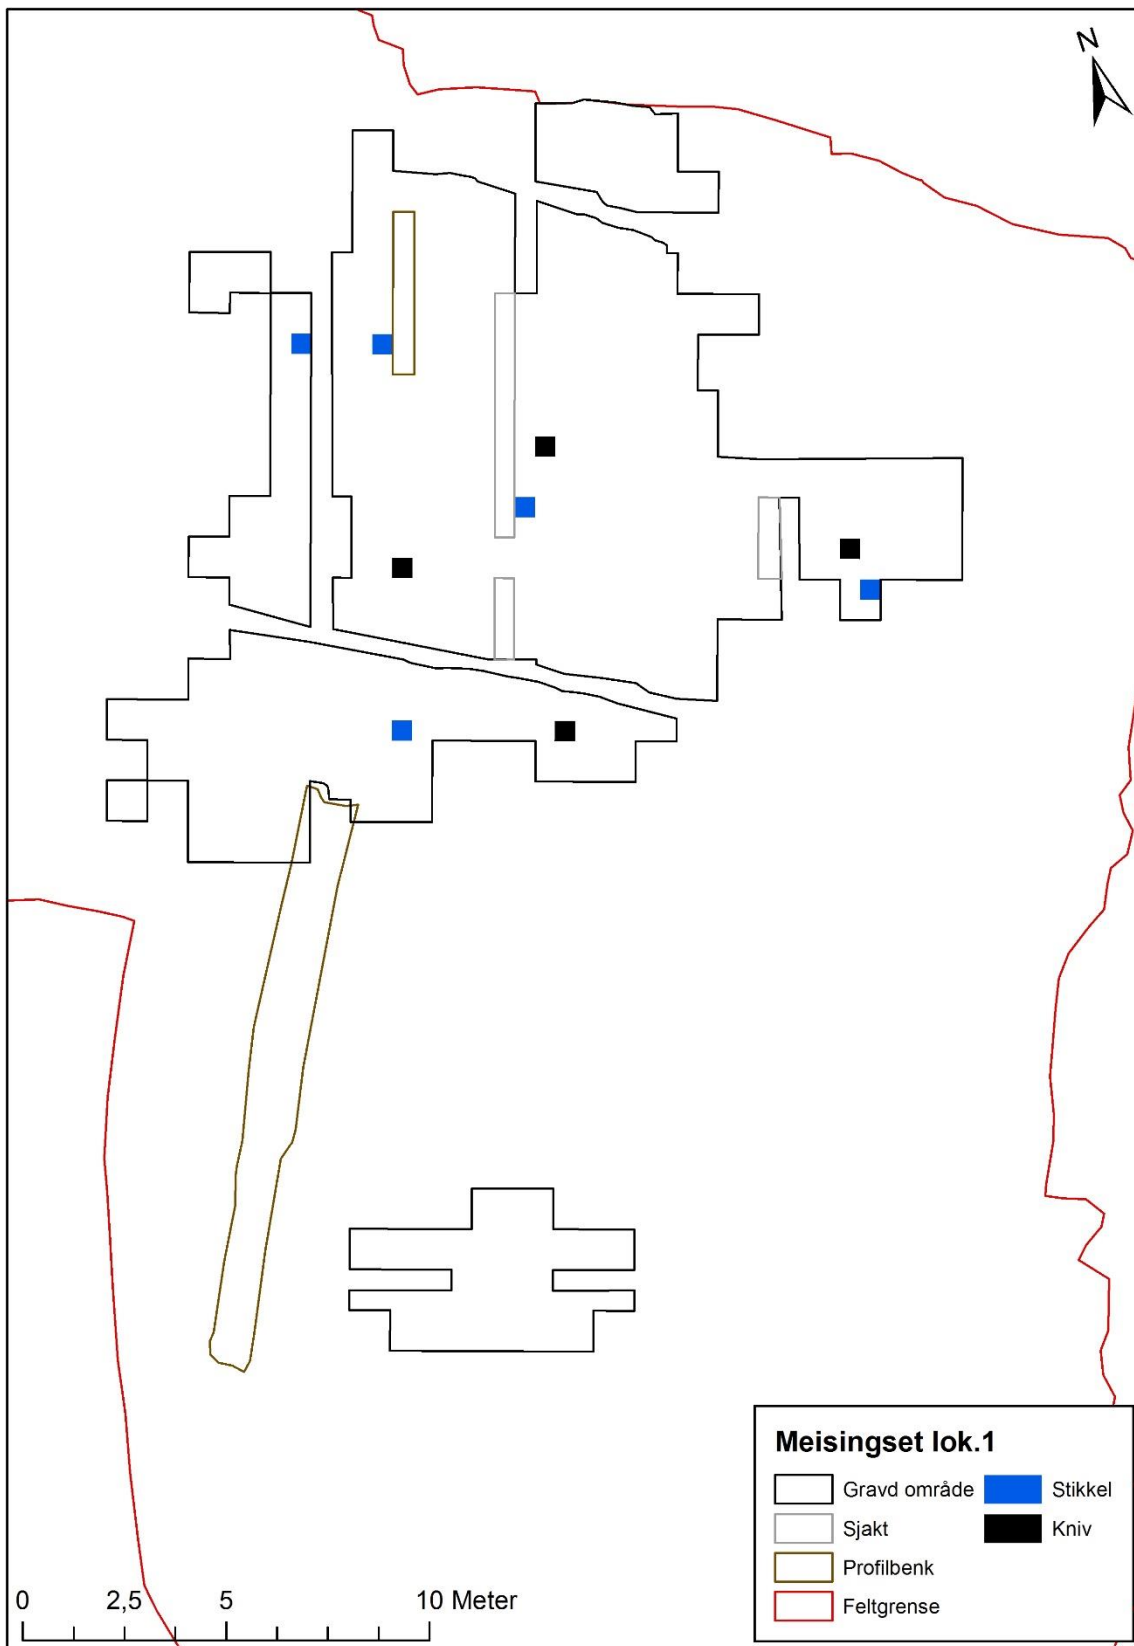 N
Meisingset lok.1
Gravd område
Stikkel
Sjakt
Kniv
Profilbenk
Feltgrense
0 2,5 5 10 Meter